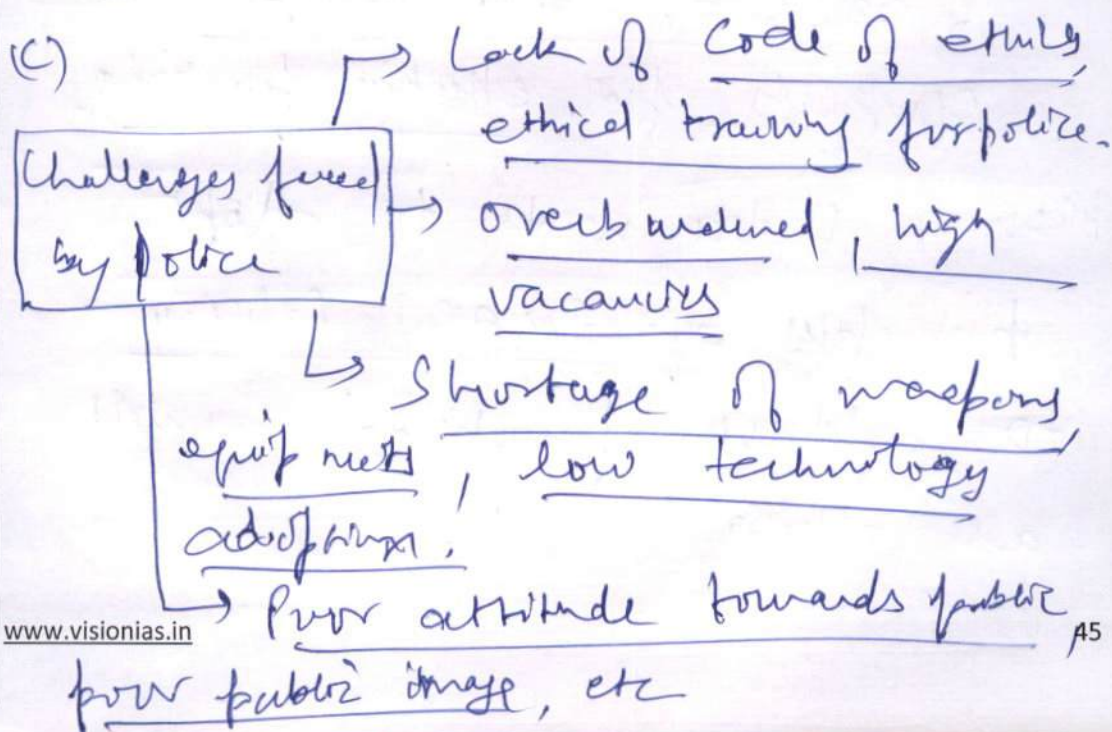 (C)
→ Lack of code of ethics,
ethical training for police.
Challenges faced
by Police
→ overburdened, high
vacancies
→ Shortage of weapons,
equipments, low technology
adoption.
→ Poor attitude towards public
www.visionias.in
45
poor public image, etc